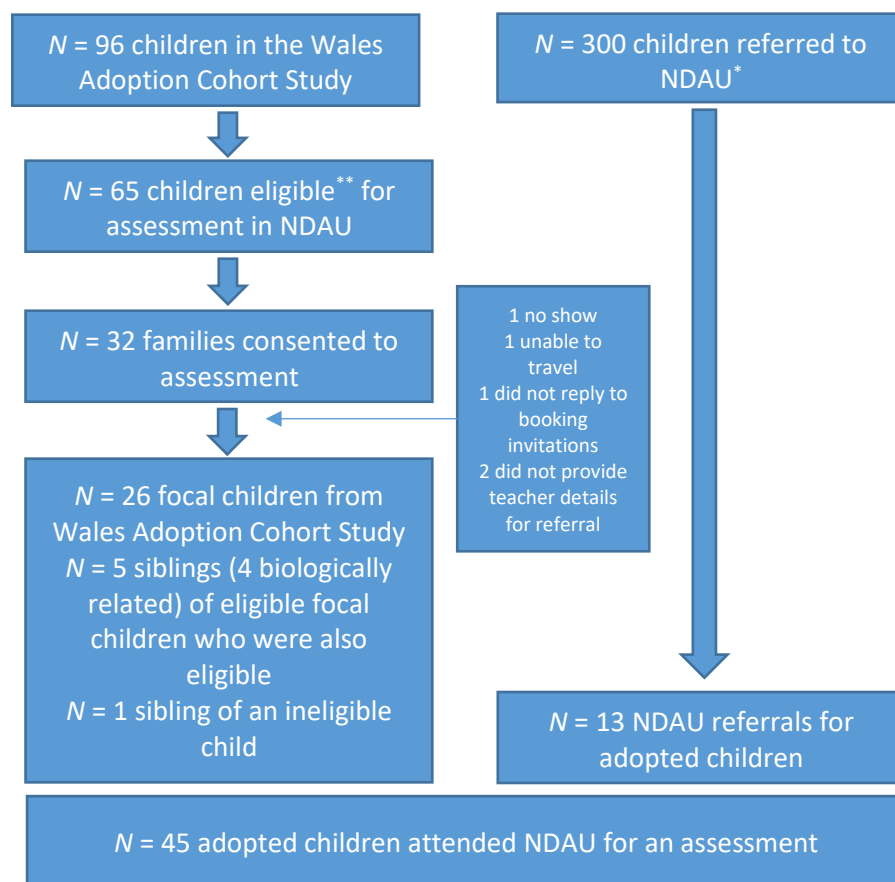 N = 96 children in the Wales
Adoption Cohort Study
N = 300 children referred to
NDAU*
N = 65 children eligible** for
assessment in NDAU
N = 32 families consented to
assessment
1 no show
1 unable to
travel
1 did not reply to
booking
invitations
2 did not provide
teacher details
for referral
N = 26 focal children from
Wales Adoption Cohort Study
N = 5 siblings (4 biologically
related) of eligible focal
children who were also
eligible
N = 1 sibling of an ineligible
child
N = 13 NDAU referrals for
adopted children
N = 45 adopted children attended NDAU for an assessment